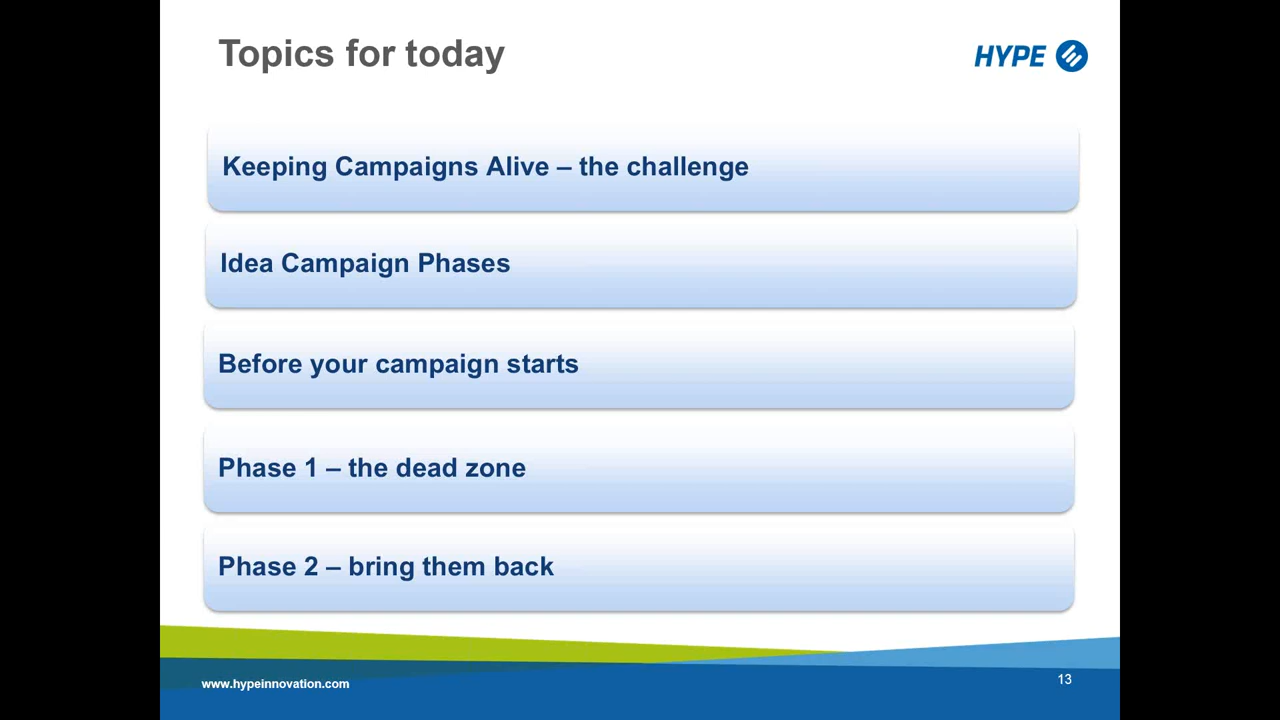 Topics for today
HYPE
Keeping Campaigns Alive – the challenge
Idea Campaign Phases
Before your campaign starts
Phase 1 – the dead zone
Phase 2 – bring them back
www.hypeinnovation.com
13